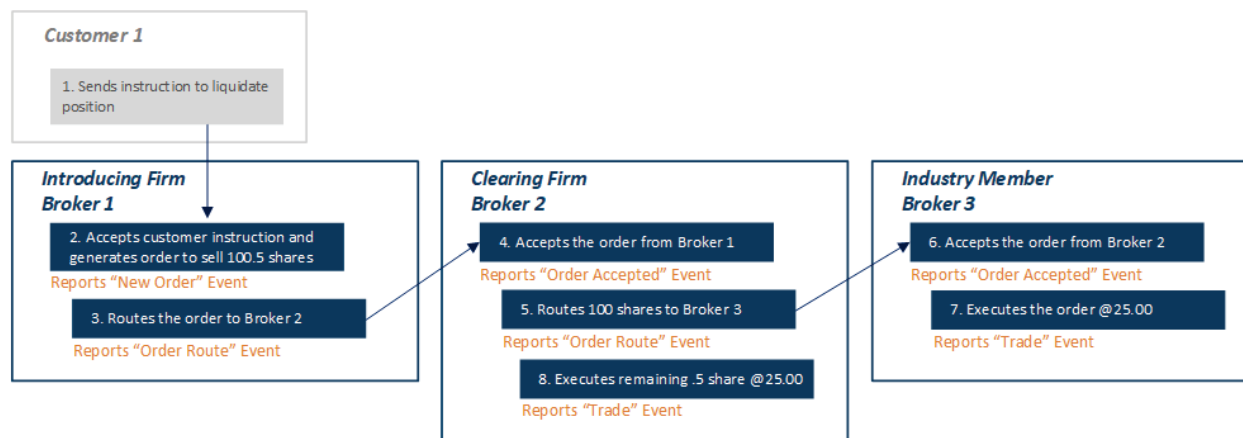 Customer 1
1. Sends instruction to liquidate
position
Introducing Firm
Broker 1
2. Accepts customer instruction and
generates order to sell 100.5 shares
Reports “New Order” Event
3. Routes the order to Broker 2
Reports “Order Route” Event
Clearing Firm
Broker 2
4. Accepts the order from Broker 1
Reports “Order Accepted” Event
5. Routes 100 shares to Broker 3
Reports “Order Route” Event
8. Executes remaining .5 share @25.00
Reports “Trade” Event
Industry Member
Broker 3
6. Accepts the order from Broker 2
Reports “Order Accepted” Event
7. Executes the order @25.00
Reports “Trade” Event